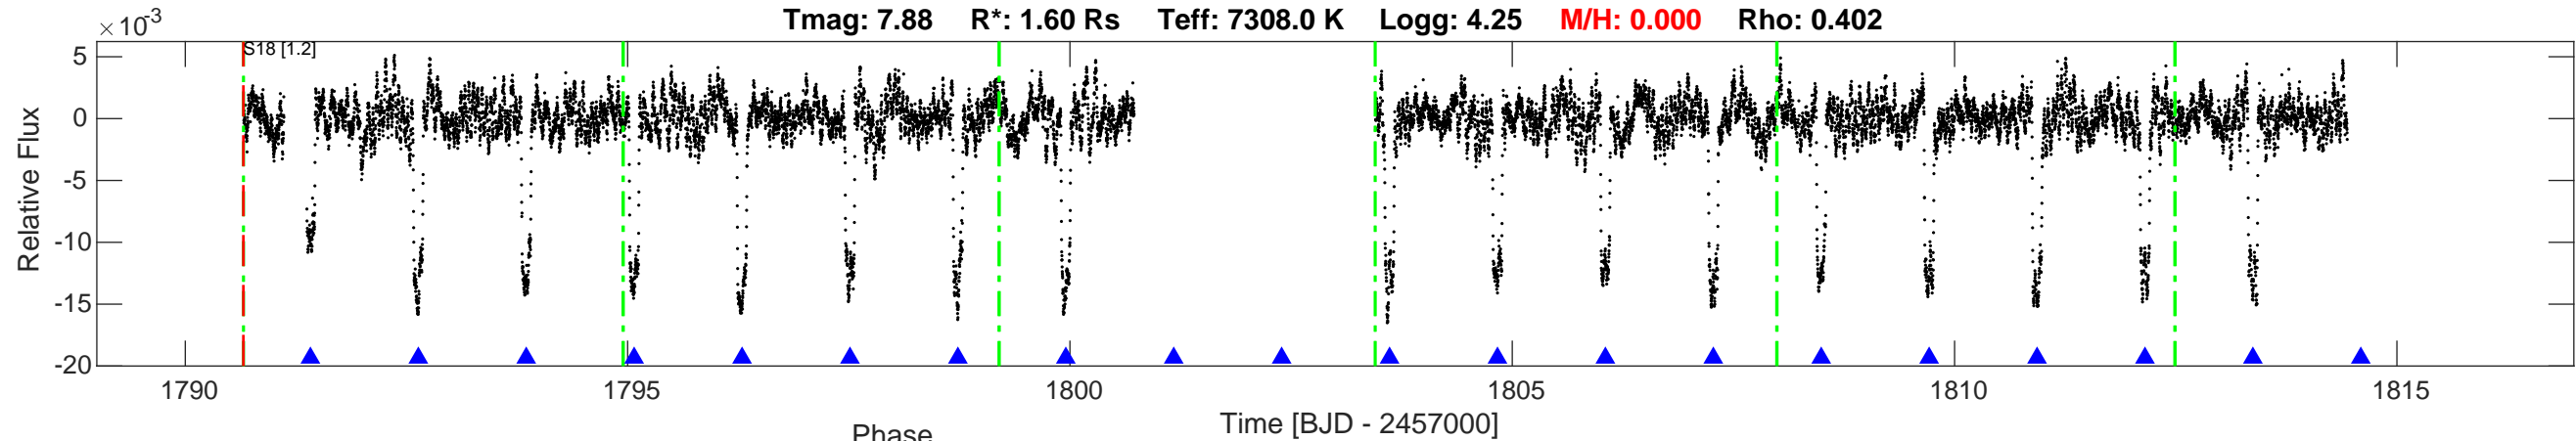 Tmag: 7.88 R*: 1.60 Rs Teff: 7308.0 K Logg: 4.25 M/H: 0.000 Rho: 0.402
×10-3
S18 [1.2]
5
0
-5
-10
-15
-20
Relative Flux
1790 1795 1800 1805 1810 1815
Phase
Time [BJD - 2457000]